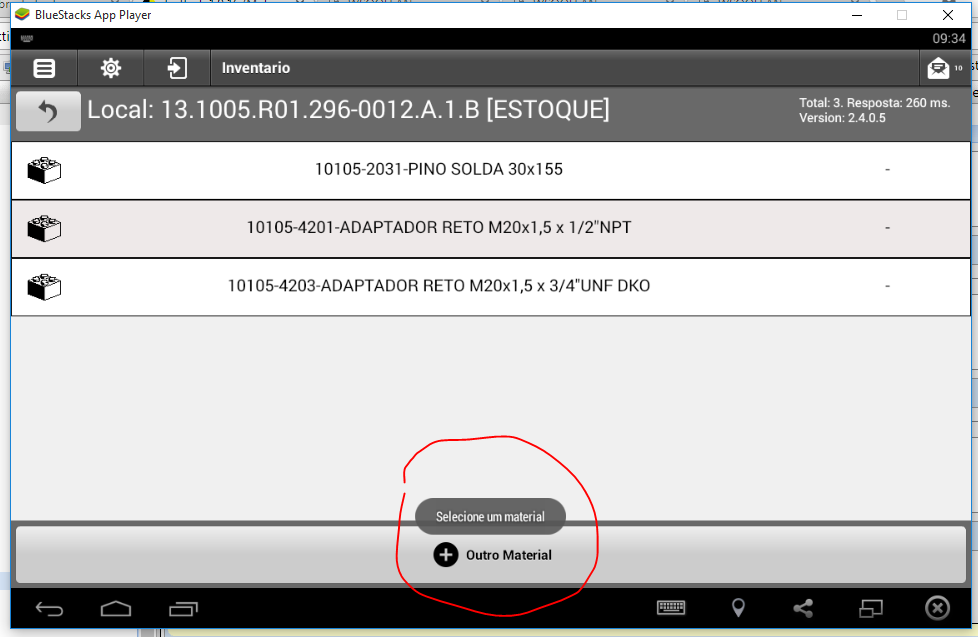 BlueStacks App Player
09:34
Inventario
10
Local: 13.1005.R01.296-0012.A.1.B [ESTOQUE]
Total: 3. Resposta: 260 ms.
Version: 2.4.0.5
10105-2031-PINO SOLDA 30x155 -
10105-4201-ADAPTADOR RETO M20x1,5 x 1/2"NPT -
10105-4203-ADAPTADOR RETO M20x1,5 x 3/4"UNF DKO -
Selecione um material
Outro Material